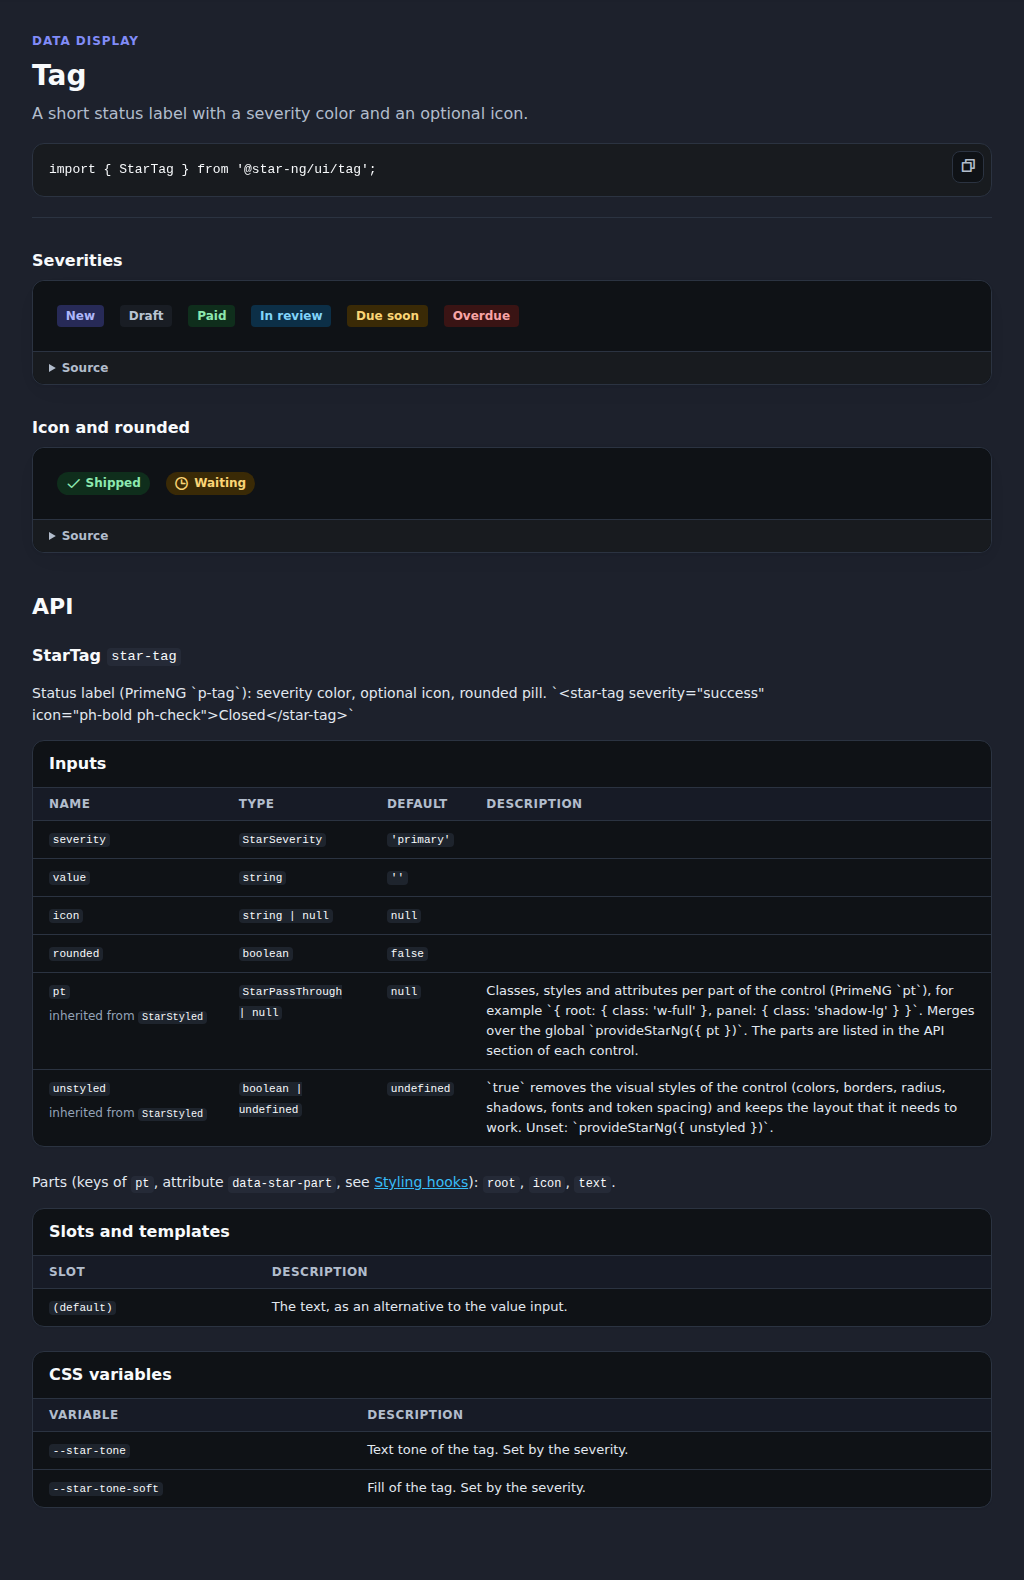 DATA DISPLAY
Tag
A short status label with a severity color and an optional icon.
import { StarTag } from '@star-ng/ui/tag';
Severities
New Draft Paid In review Due soon Overdue
Source
Icon and rounded
Shipped Waiting
Source
API
StarTag star-tag
Status label (PrimeNG `p-tag`): severity color, optional icon, rounded pill. `<star-tag severity="success"
icon="ph-bold ph-check">Closed</star-tag>`
Inputs
NAME TYPE DEFAULT DESCRIPTION
severity StarSeverity 'primary'
value string ''
icon string | null null
rounded boolean false
pt StarPassThrough null Classes, styles and attributes per part of the control (PrimeNG `pt`), for
inherited from StarStyled | null example `{ root: { class: 'w-full' }, panel: { class: 'shadow-lg' } }`. Merges
over the global `provideStarNg({ pt })`. The parts are listed in the API
section of each control.
unstyled boolean | undefined `true` removes the visual styles of the control (colors, borders, radius,
inherited from StarStyled undefined shadows, fonts and token spacing) and keeps the layout that it needs to
work. Unset: `provideStarNg({ unstyled })`.
Parts (keys of pt, attribute data-star-part, see Styling hooks): root, icon, text.
Slots and templates
SLOT DESCRIPTION
(default) The text, as an alternative to the value input.
CSS variables
VARIABLE DESCRIPTION
--star-tone Text tone of the tag. Set by the severity.
--star-tone-soft Fill of the tag. Set by the severity.